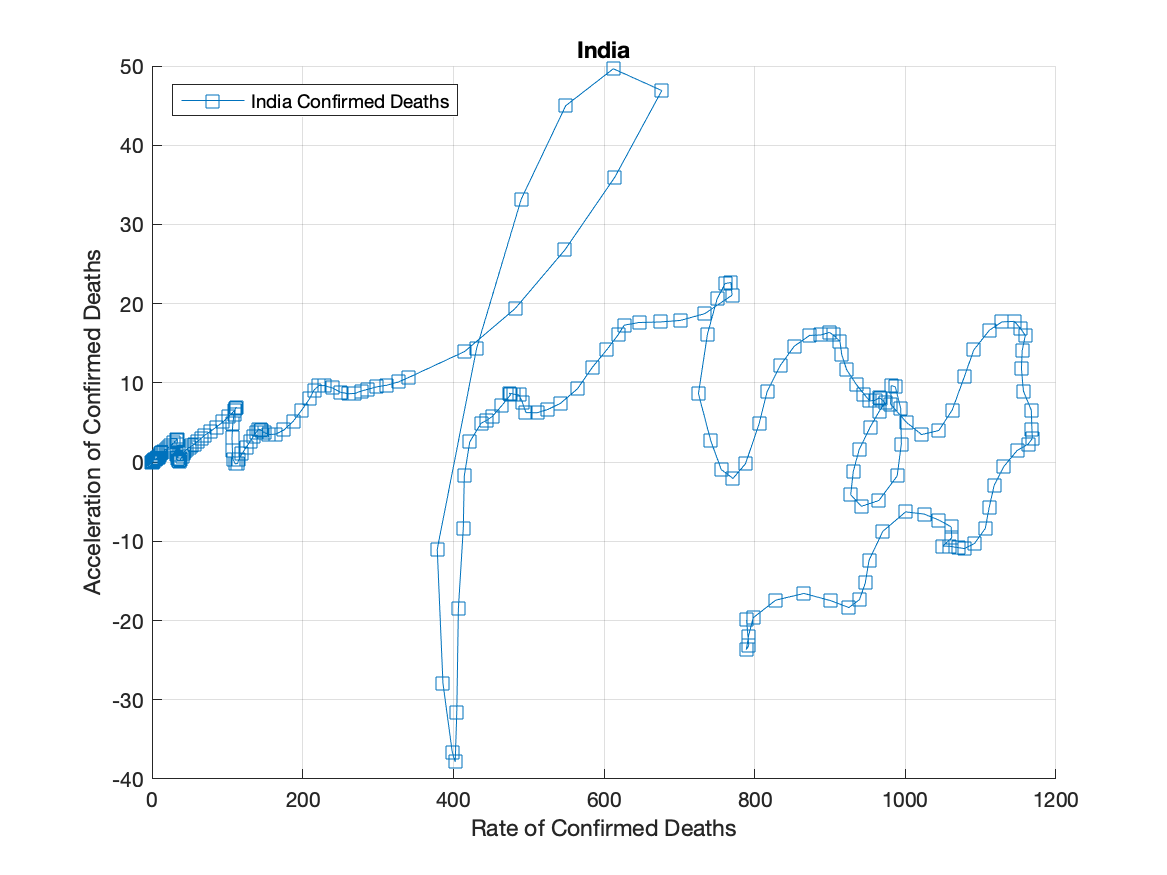 India
India Confirmed Deaths
Acceleration of Confirmed Deaths
50
40
30
20
10
0
-10
-20
-30
-40
0 200 400 600 800 1000 1200
Rate of Confirmed Deaths